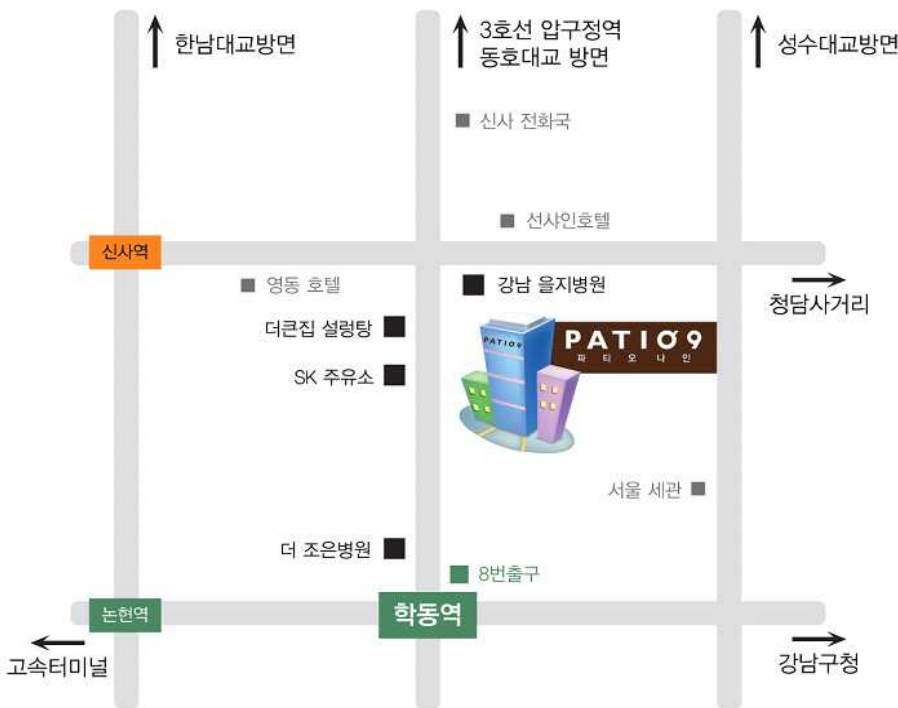 한남대교방면
3호선 압구정역
동호대교 방면
성수대교방면
신사 전화국
선샤인호텔
신사역
영동 호텔
강남 을지병원
청담사거리
더큰집 설렁탕
PATIO9
PATIO9
파티오나인
SK 주유소
서울 세관
더 조은병원
8번출구
논현역
학동역
고속터미널
강남구청